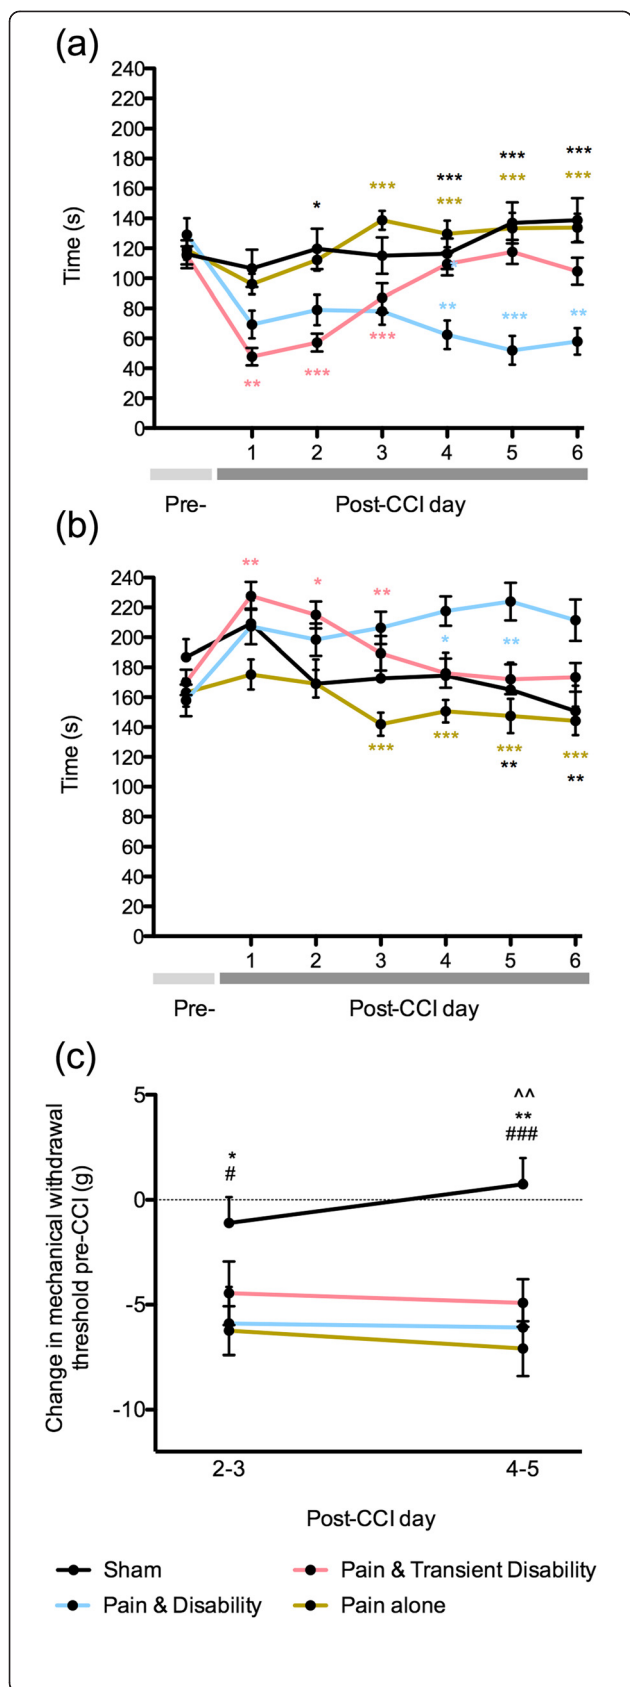 (a)
240
220
200
180
160
140
120
100
80
60
40
20
0
Time (s)
*** *** ***
* *** *** *** ***
** *** **
** *** ***
1 2 3 4 5 6
Pre- Post-CCI day
(b)
** * **
240
220
200
180
160
140
120
100
80
60
40
20
0
Time (s)
* **
*** *** *** ***
** **
1 2 3 4 5 6
Pre- Post-CCI day
(c)
5
0
-5
-10
Change in mechanical withdrawal
threshold pre-CCI (g)
^^
* **
# ###
2-3 4-5
Post-CCI day
Sham Pain & Transient Disability
Pain & Disability Pain alone